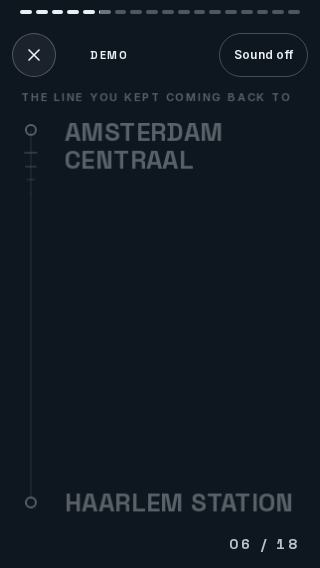 DEMO
Sound off
THE LINE YOU KEPT COMING BACK TO
AMSTERDAM
CENTRAAL
HAARLEM STATION
06 / 18